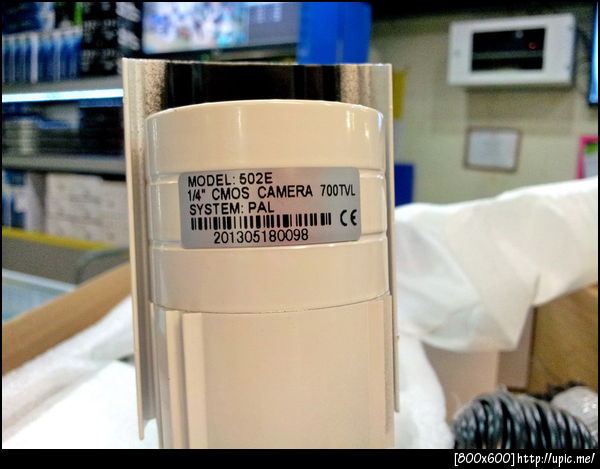 MODEL: 502E
1/4" CMOS CAMERA 700TVL
SYSTEM: PAL
CE
201305180098
[800x600]http://upic.me/